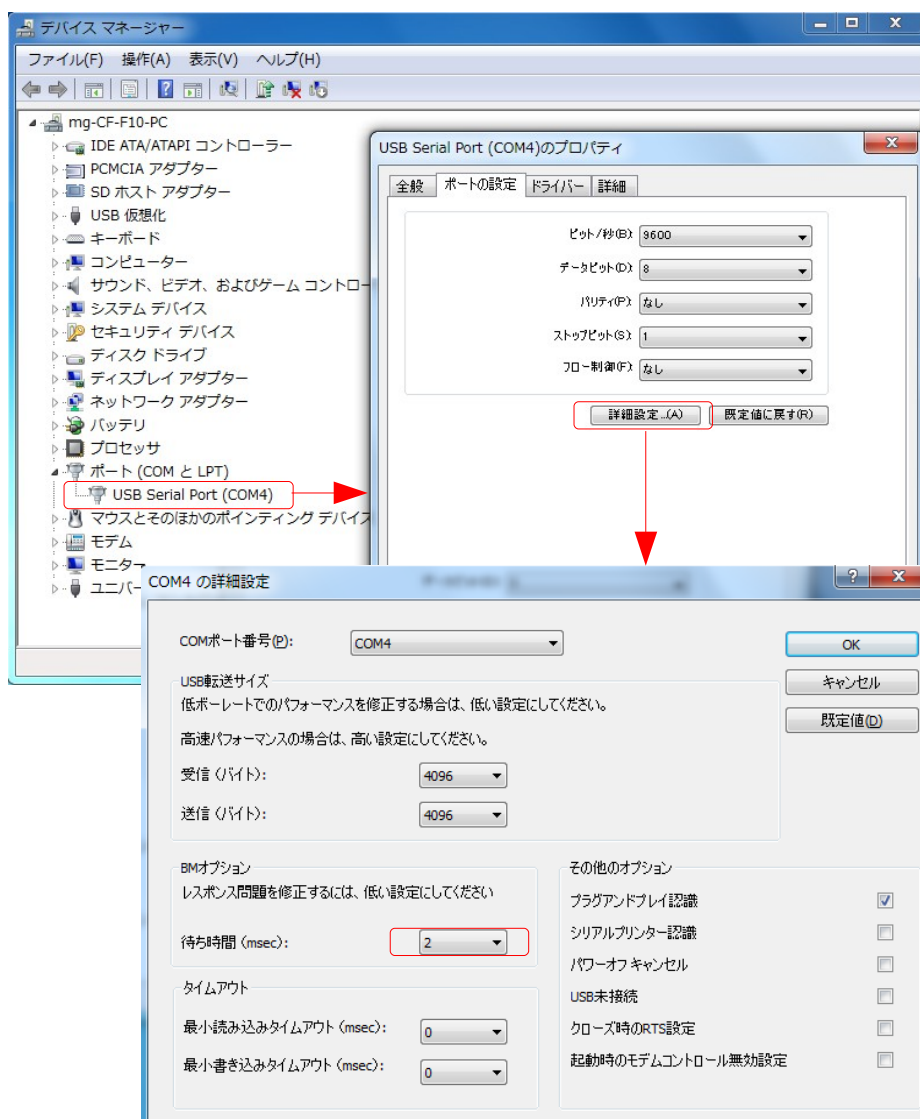 デバイス マネージャー
ファイル(F) 操作(A) 表示(V) ヘルプ(H)
mg-CF-F10-PC
IDE ATA/ATAPI コントローラー
PCMCIA アダプター
SD ホスト アダプター
USB 仮想化
キーボード
コンピューター
サウンド、ビデオ、およびゲーム コントロー
システム デバイス
セキュリティ デバイス
ディスク ドライブ
ディスプレイ アダプター
ネットワーク アダプター
バッテリ
プロセッサ
ポート (COM と LPT)
USB Serial Port (COM4)
マウスとそのほかのポインティング デバイス
モデム
モニター
ユニバー
USB Serial Port (COM4)のプロパティ
全般 ポートの設定 ドライバー 詳細
ビット/秒(B): 9600
データビット(D): 8
パリティ(P): なし
ストップビット(S): 1
フロー制御(F): なし
詳細設定...(A) 既定値に戻す(R)
COM4 の詳細設定
COMポート番号(P): COM4
OK
キャンセル
既定値(D)
USB転送サイズ
低ボーレートでのパフォーマンスを修正する場合は、低い設定にしてください。
高速パフォーマンスの場合は、高い設定にしてください。
受信 (バイト): 4096
送信 (バイト): 4096
BMオプション
レスポンス問題を修正するには、低い設定にしてください
待ち時間 (msec): 2
タイムアウト
最小読み込みタイムアウト (msec): 0
最小書き込みタイムアウト (msec): 0
その他のオプション
プラグアンドプレイ認識
シリアルプリンター認識
パワーオフ キャンセル
USB未接続
クローズ時のRTS設定
起動時のモデムコントロール無効設定